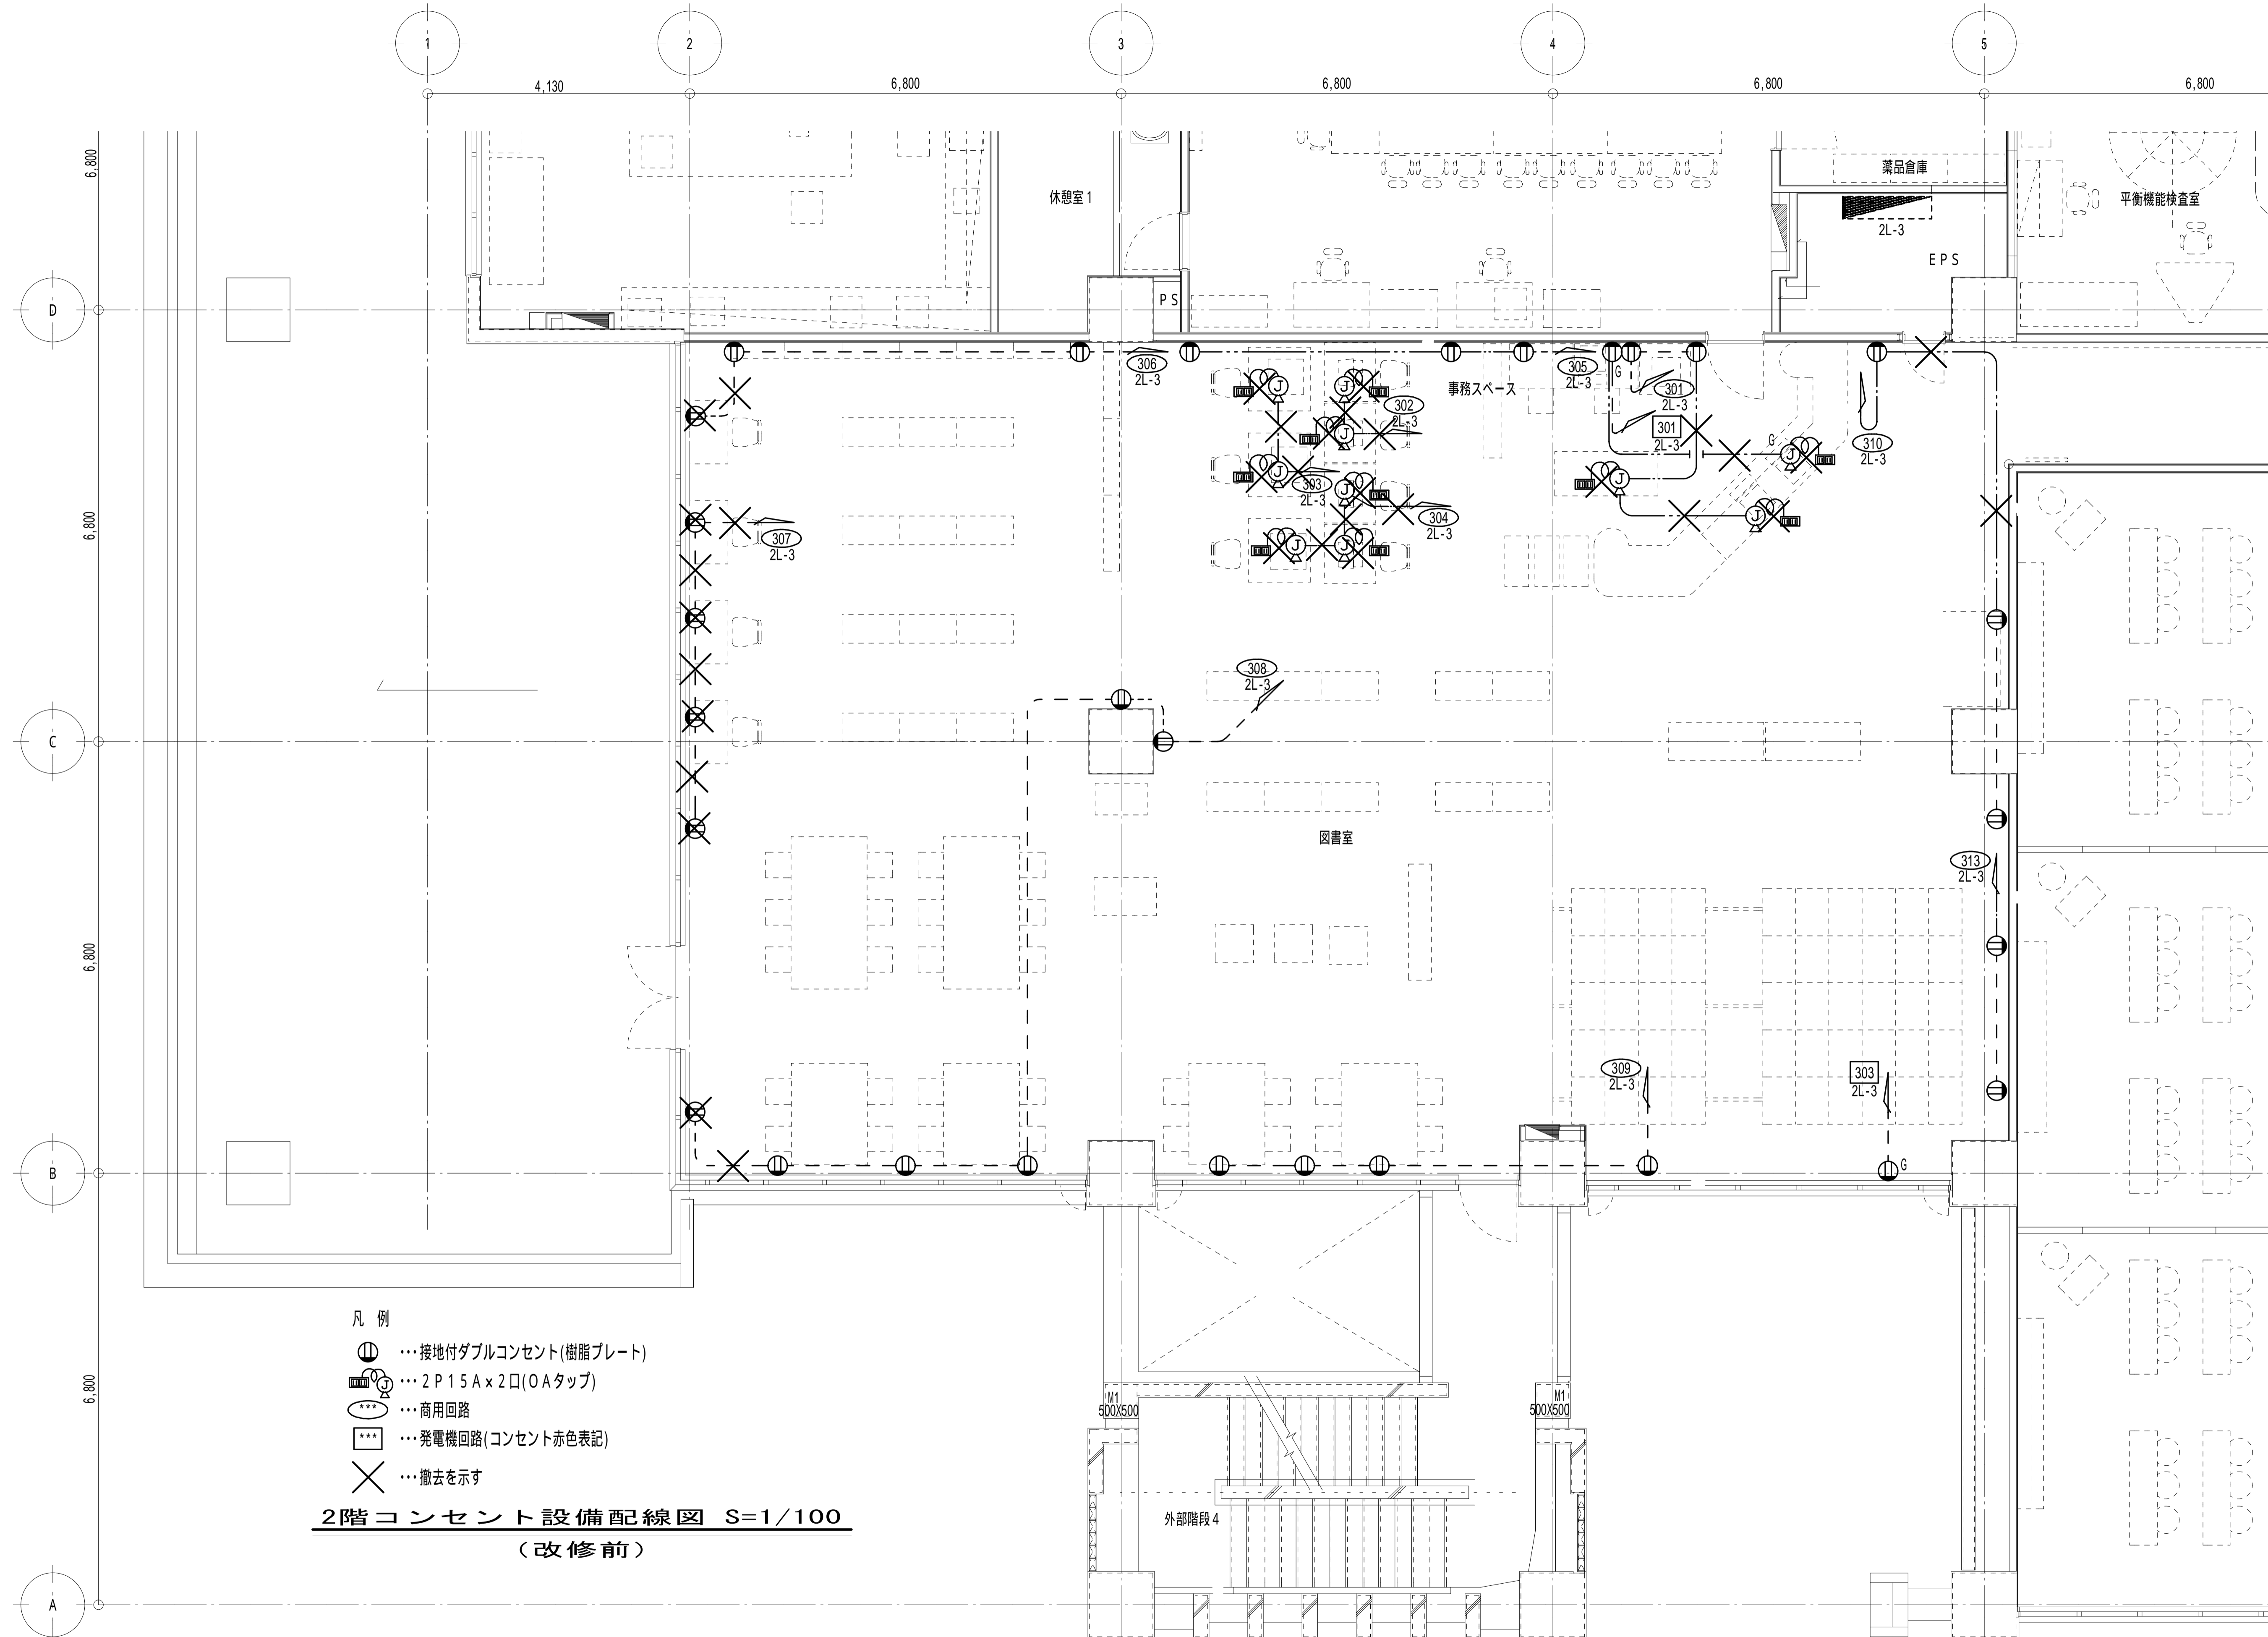 1
2
3
4
5
4,130
6,800
6,800
6,800
6,800
6,800
6,800
6,800
6,800
D
C
B
A
休憩室1
PS
薬品倉庫
2L-3
EPS
平衡機能検査室
306
2L-3
305
2L-3
事務スペース
G
301
2L-3
302
2L-3
301
2L-3
G
310
2L-3
303
2L-3
304
2L-3
307
2L-3
J
J
J
J
J
J
J
J
J
J
308
2L-3
図書室
313
2L-3
309
2L-3
303
2L-3
G
M1
500X500
M1
500X500
外部階段4
凡 例
…接地付ダブルコンセント(樹脂プレート)
J …2P15Ax2口(OAタップ)
*** …商用回路
*** …発電機回路(コンセント赤色表記)
…撤去を示す
2階コンセント設備配線図 S=1/100
(改修前)